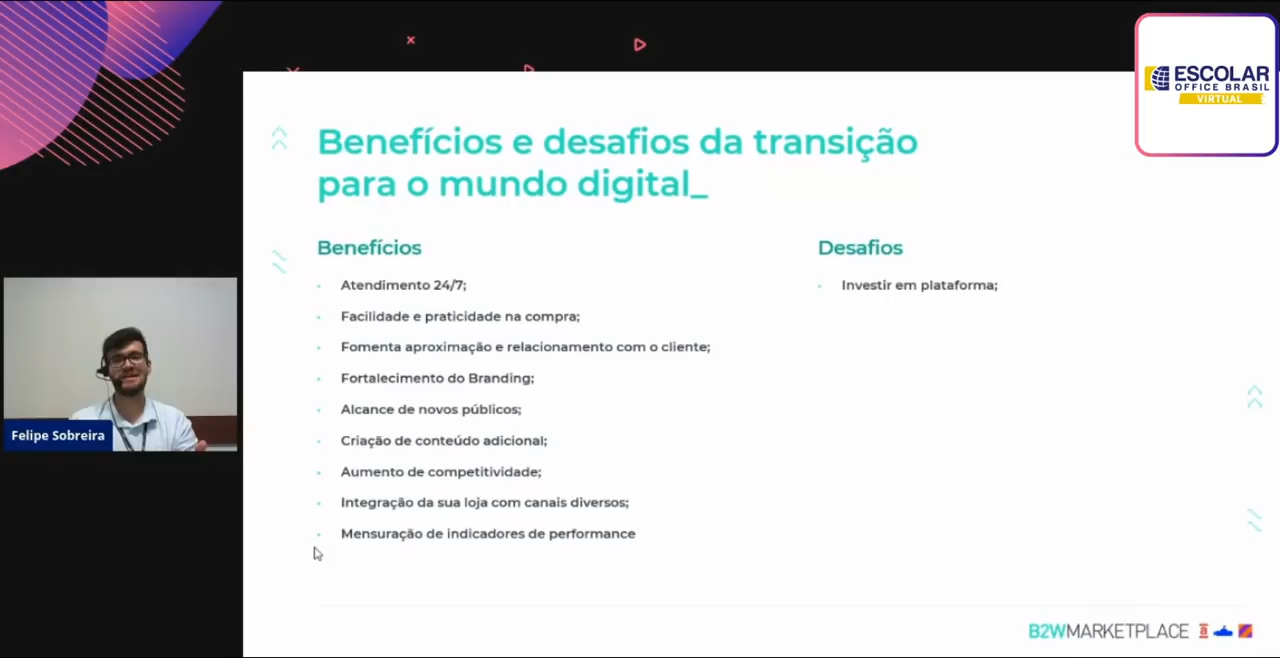 ESCOLAR
OFFICE BRASIL
VIRTUAL
Benefícios e desafios da transição
para o mundo digital_
Benefícios
Atendimento 24/7;
Facilidade e praticidade na compra;
Fomenta aproximação e relacionamento com o cliente;
Fortalecimento do Branding;
Alcance de novos públicos;
Criação de conteúdo adicional;
Aumento de competitividade;
Integração da sua loja com canais diversos;
Mensuração de indicadores de performance
Desafios
Investir em plataforma;
Felipe Sobreira
B2WMARKETPLACE